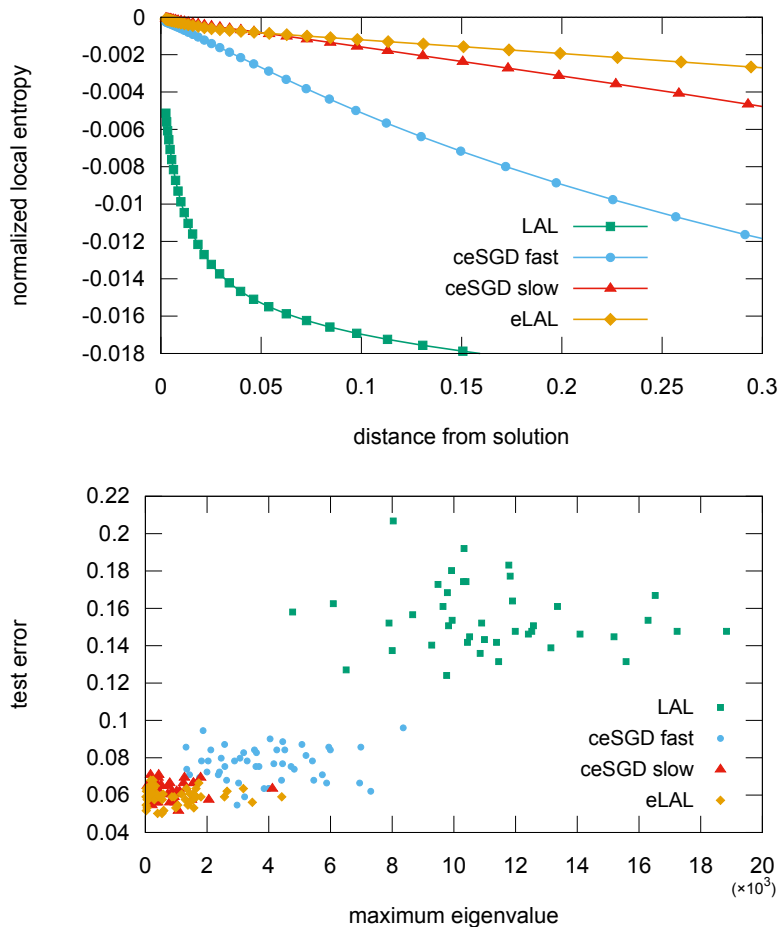 0
-0.002
-0.004
-0.006
-0.008
-0.01
-0.012
-0.014
-0.016
-0.018
normalized local entropy
LAL
ceSGD fast
ceSGD slow
eLAL
0 0.05 0.1 0.15 0.2 0.25 0.3
distance from solution
0.22
0.2
0.18
0.16
0.14
0.12
0.1
0.08
0.06
0.04
test error
LAL
ceSGD fast
ceSGD slow
eLAL
0 2 4 6 8 10 12 14 16 18 20
(×10³)
maximum eigenvalue